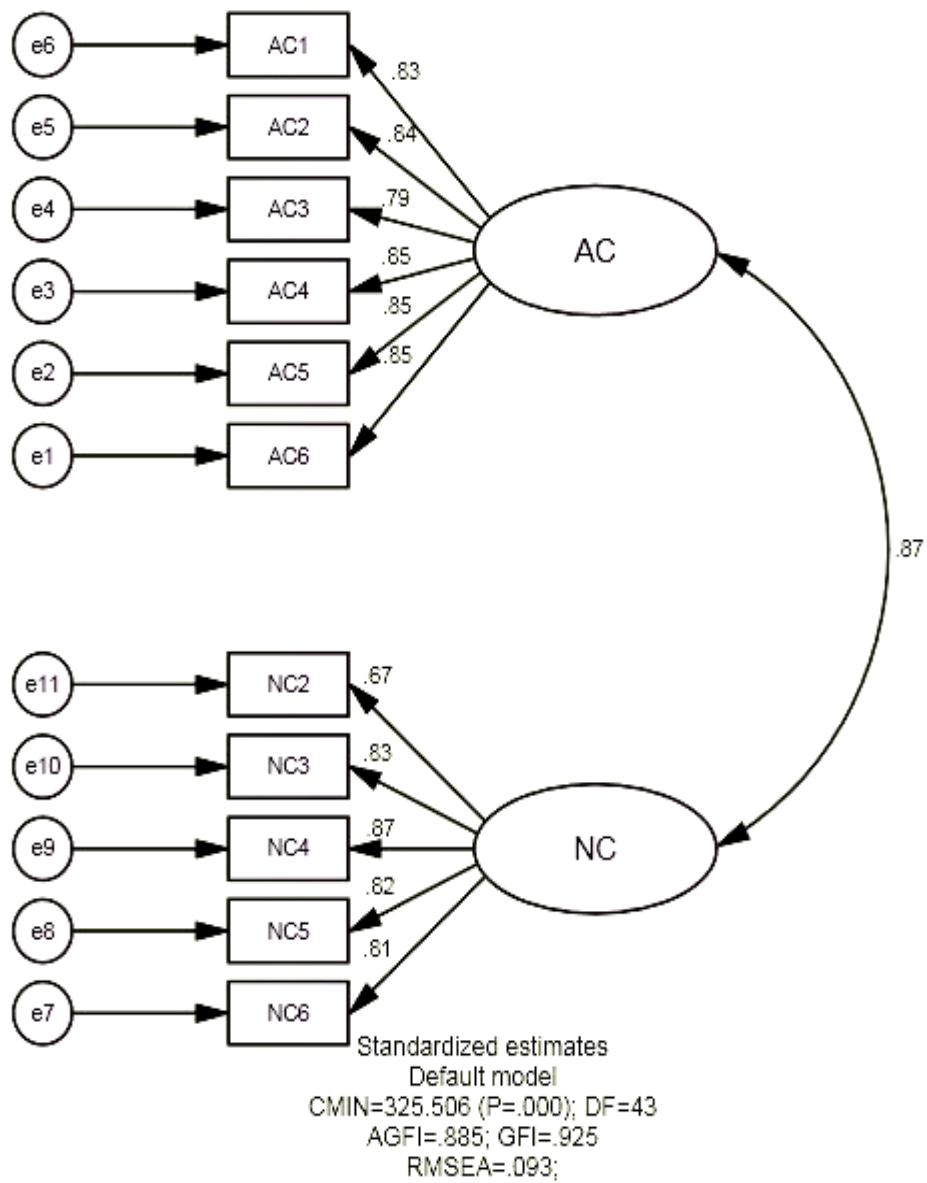 e6 AC1 .83
e5 AC2 .84
e4 AC3 .79
AC
e3 AC4 .85
e2 AC5 .85
e1 AC6 .85
.87
e11 NC2 .67
e10 NC3 .83
e9 NC4 .87
NC
e8 NC5 .82
e7 NC6 .81
Standardized estimates
Default model
CMIN=325.506 (P=.000); DF=43
AGFI=.885; GFI=.925
RMSEA=.093;